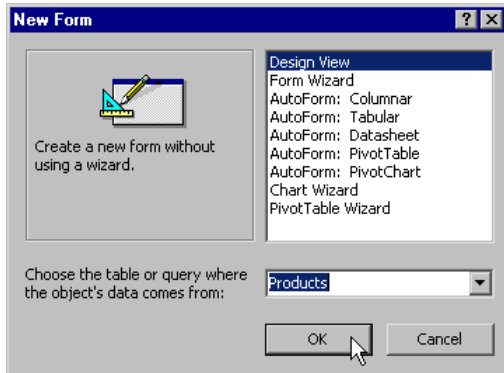 New Form
Create a new form without
using a wizard.
Design View
Form Wizard
AutoForm: Columnar
AutoForm: Tabular
AutoForm: Datasheet
AutoForm: PivotTable
AutoForm: PivotChart
Chart Wizard
PivotTable Wizard
Choose the table or query where
the object's data comes from:
Products
OK
Cancel